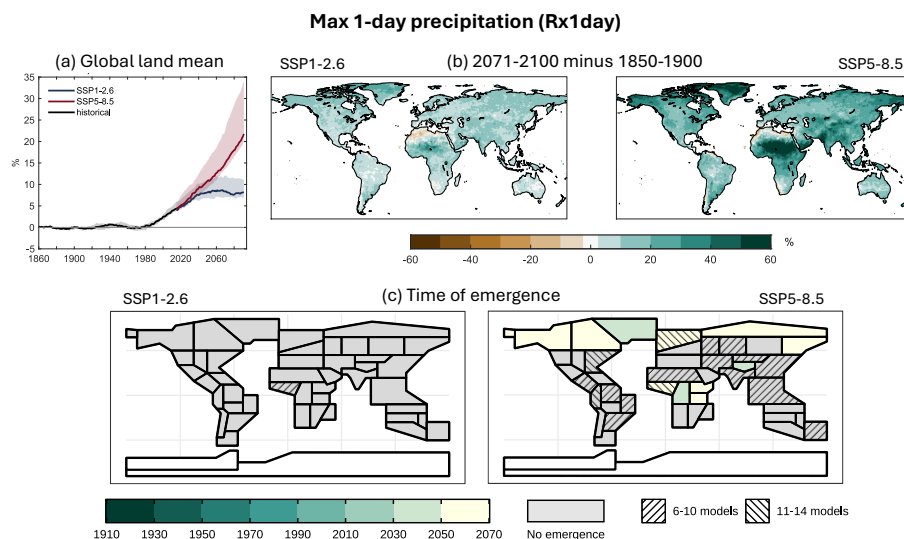 Max 1-day precipitation (Rx1day)
(a) Global land mean
SSP1-2.6
(b) 2071-2100 minus 1850-1900
SSP5-8.5
35
30
25
20
15
10
5
0
-5
%
SSP1-2.6
SSP5-8.5
historical
1860 1900 1940 1980 2020 2060
-60 -40 -20 0 20 40 60
%
SSP1-2.6
(c) Time of emergence
SSP5-8.5
1910 1930 1950 1970 1990 2010 2030 2050 2070
No emergence
6-10 models
11-14 models